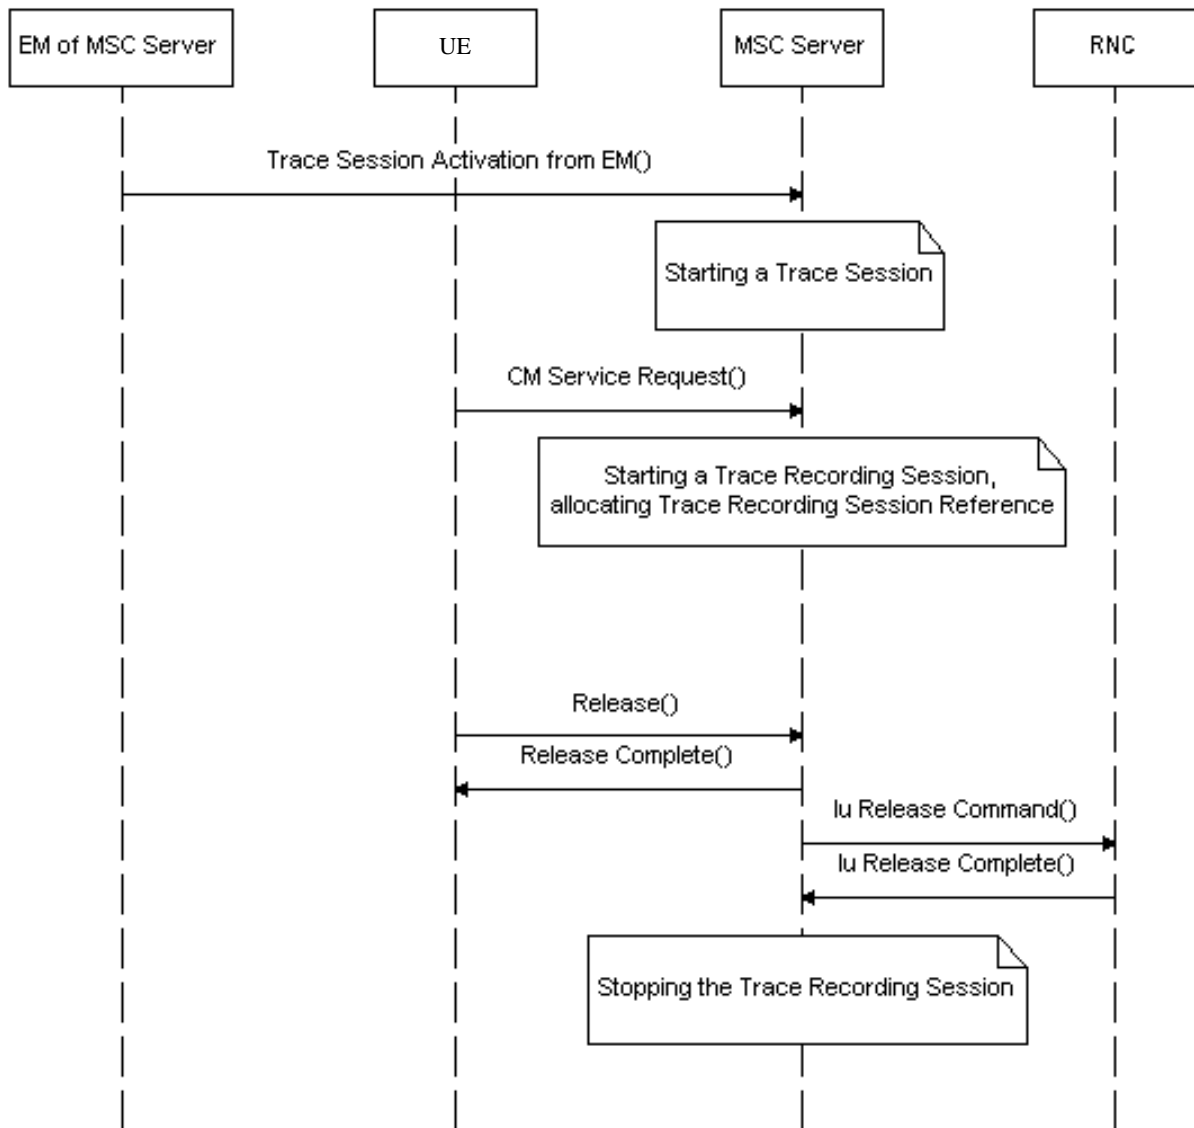 EM of MSC Server
UE
MSC Server
RNC
Trace Session Activation from EM()
Starting a Trace Session
CM Service Request()
Starting a Trace Recording Session,
allocating Trace Recording Session Reference
Release()
Release Complete()
Iu Release Command()
Iu Release Complete()
Stopping the Trace Recording Session